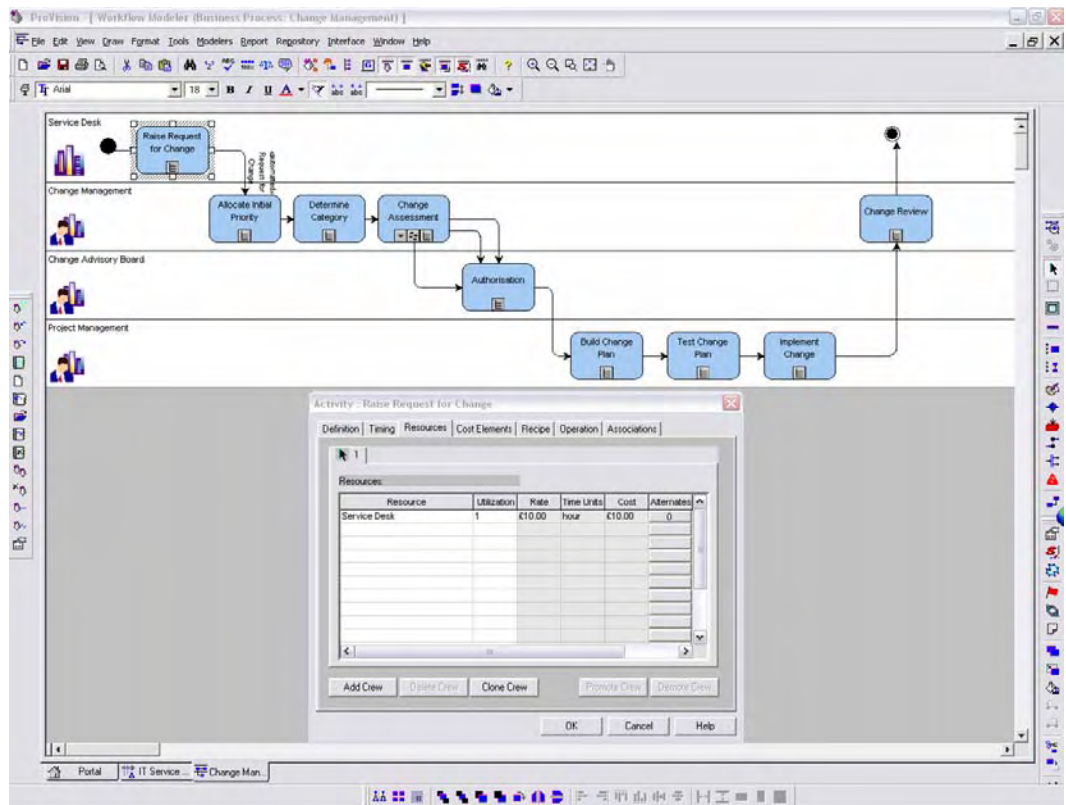 ProVision - [ Workflow Modeler (Business Process: Change Management) ]
File Edit View Draw Format Tools Modelers Report Repository Interface Window Help
Arial 18 B I U A
Service Desk
Raise Request
for Change
automated
Request for
Change
Change Management
Allocate Initial
Priority
Determine
Category
Change
Assessment
Change Review
Change Advisory Board
Authorisation
Project Management
Build Change
Plan
Test Change
Plan
Implement
Change
Activity : Raise Request for Change
Definition Timing Resources Cost Elements Recipe Operation Associations
1
Resources:
Resource Utilization Rate Time Units Cost Alternates
Service Desk 1 £10.00 hour £10.00 0
Add Crew Delete Crew Clone Crew Promote Crew Demote Crew
OK Cancel Help
Portal IT Service ... Change Man...